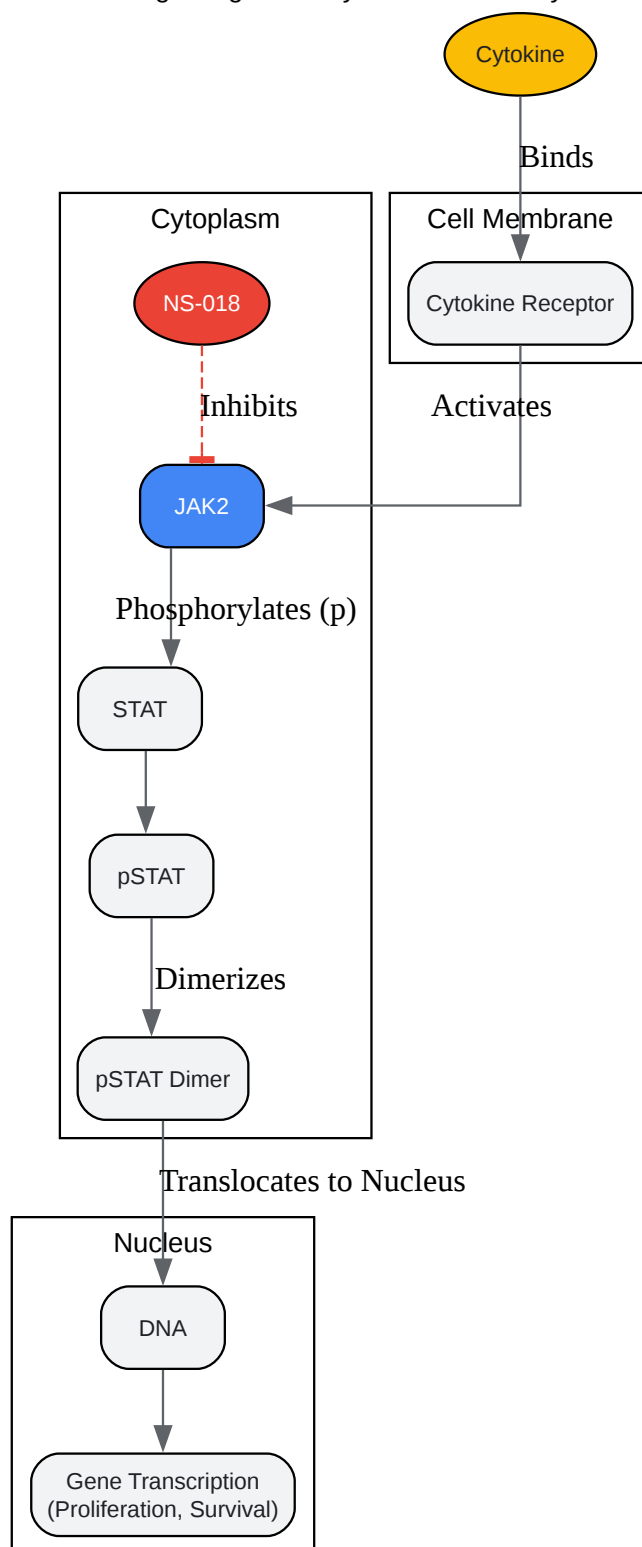 Cytokine
Binds
Cytoplasm
Cell Membrane
NS-018
Cytokine Receptor
Inhibits
Activates
JAK2
Phosphorylates (p)
STAT
pSTAT
Dimerizes
pSTAT Dimer
Translocates to Nucleus
Nucleus
DNA
Gene Transcription
(Proliferation, Survival)